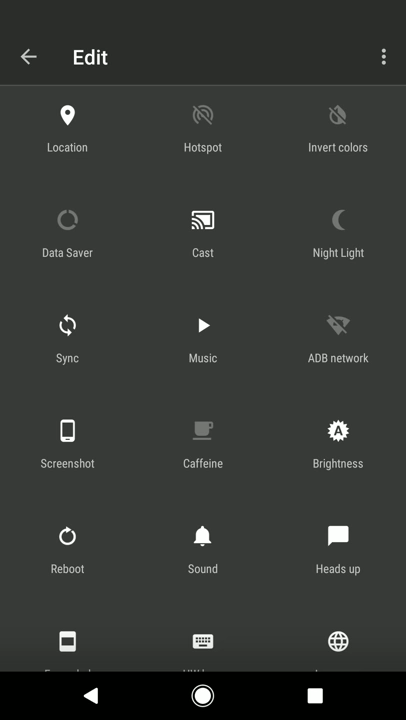 Edit
Location
Hotspot
Invert colors
Data Saver
Cast
Night Light
Sync
Music
ADB network
Screenshot
Caffeine
Brightness
Reboot
Sound
Heads up